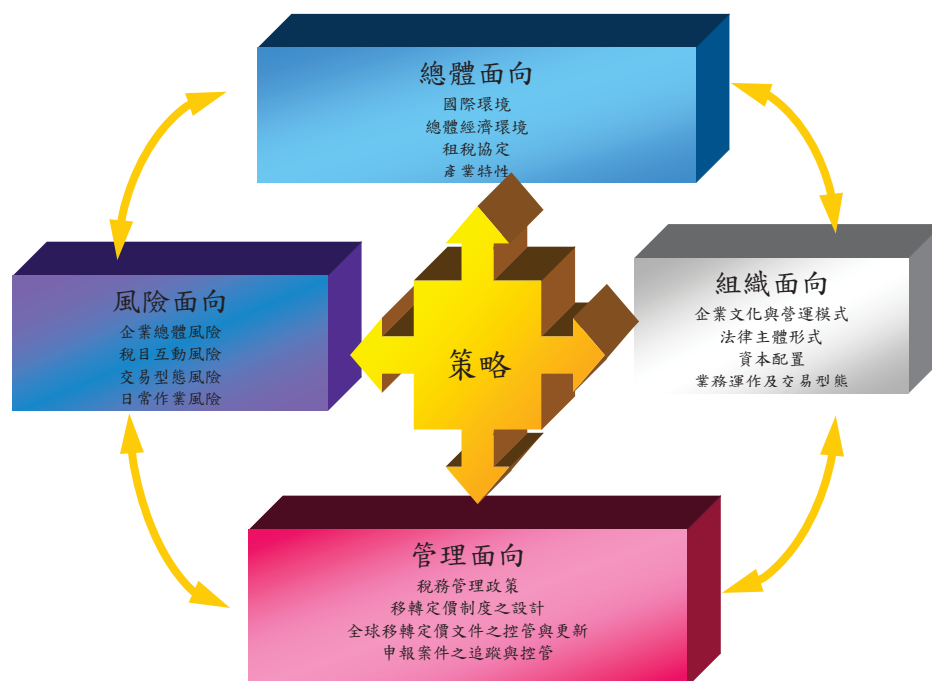 總體面向
國際環境
總體經濟環境
租稅協定
產業特性
風險面向
企業總體風險
稅目互動風險
交易型態風險
日常作業風險
策略
組織面向
企業文化與營運模式
法律主體形式
資本配置
業務運作及交易型態
管理面向
稅務管理政策
移轉定價制度之設計
全球移轉定價文件之控管與更新
申報案件之追蹤與控管